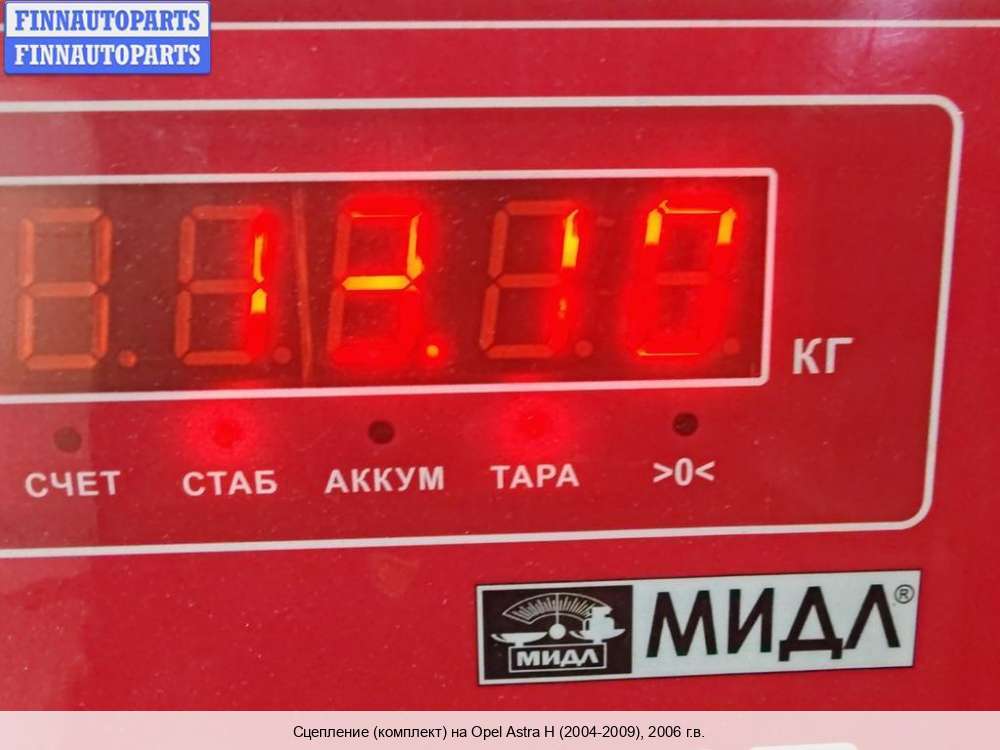 FINNAUTOPARTS
FINNAUTOPARTS
КГ
СЧЕТ СТАБ АККУМ ТАРА >0<
МИДЛ МИДЛ®
Сцепление (комплект) на Opel Astra H (2004-2009), 2006 г.в.